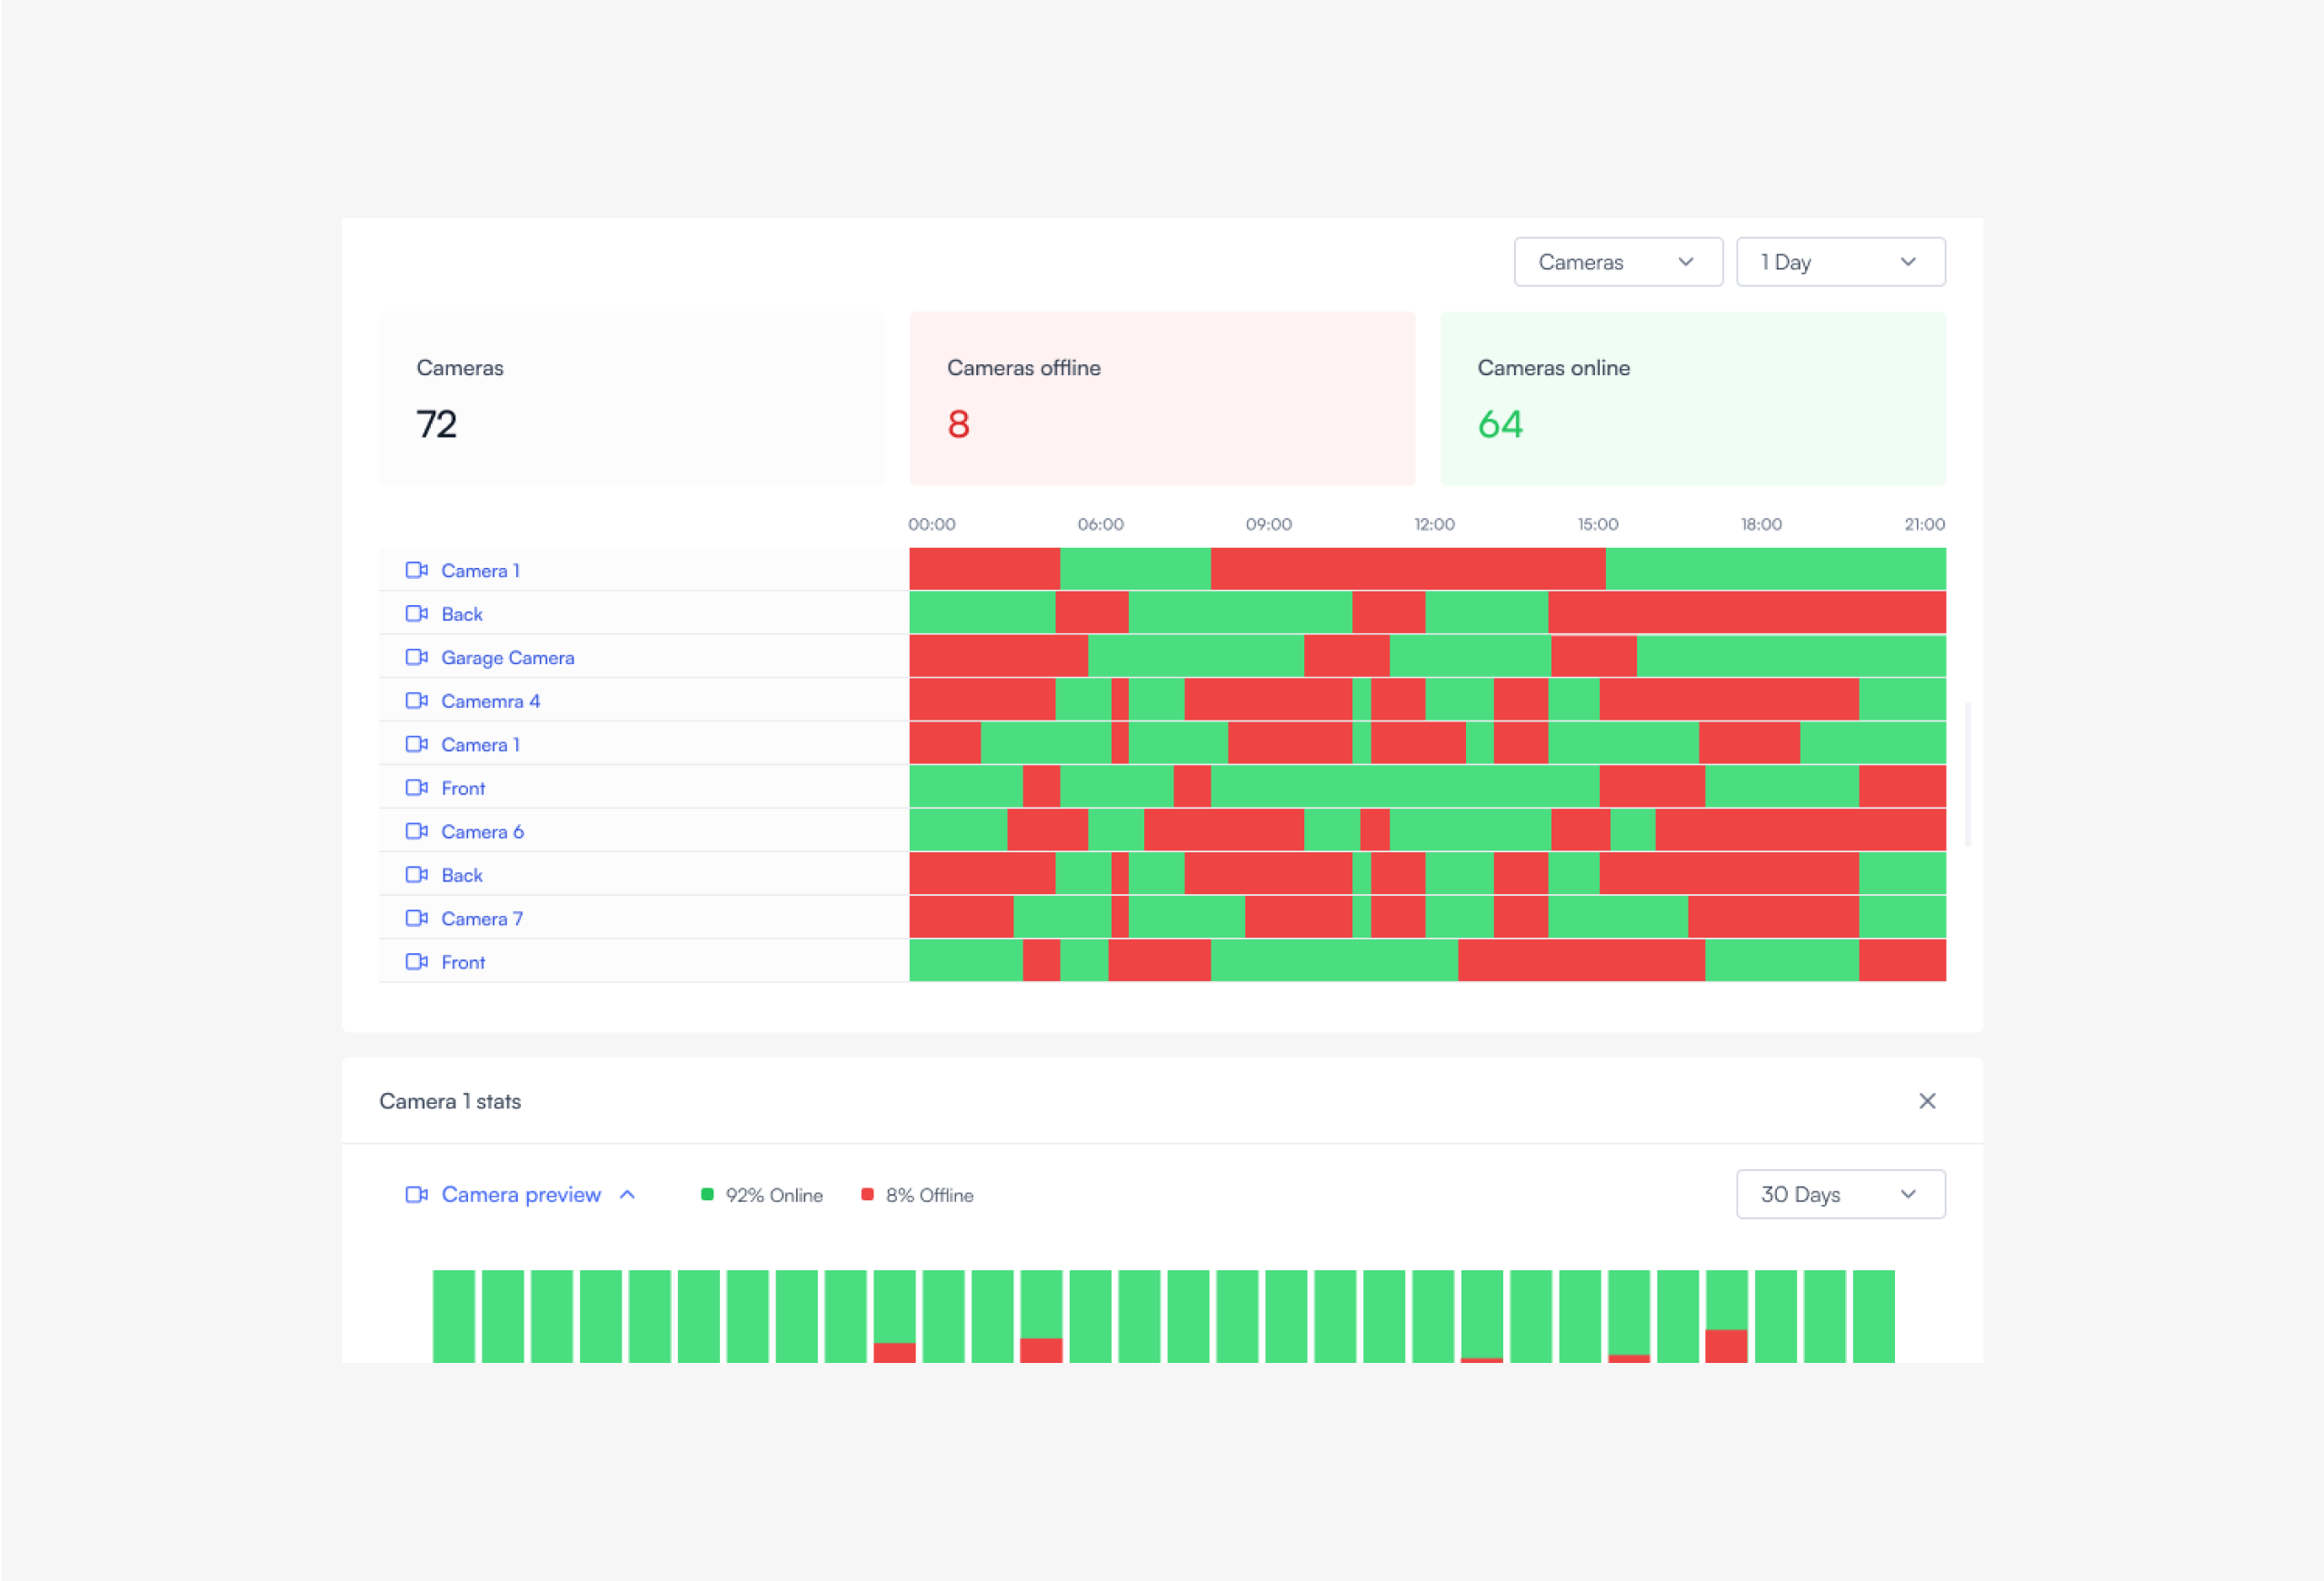 Cameras 1 Day
Cameras Cameras offline Cameras online
72 8 64
00:00 06:00 09:00 12:00 15:00 18:00 21:00
Camera 1
Back
Garage Camera
Camemra 4
Camera 1
Front
Camera 6
Back
Camera 7
Front
Camera 1 stats
Camera preview 92% Online 8% Offline 30 Days